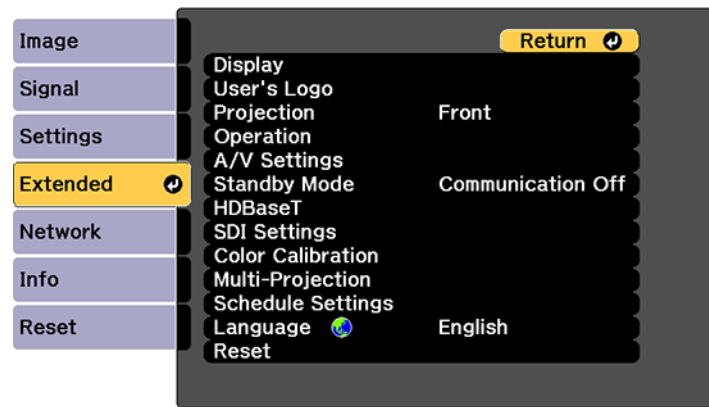 Image
Signal
Settings
Extended
Network
Info
Reset
Return
Display
User's Logo
Projection Front
Operation
A/V Settings
Standby Mode Communication Off
HDBaseT
SDI Settings
Color Calibration
Multi-Projection
Schedule Settings
Language English
Reset